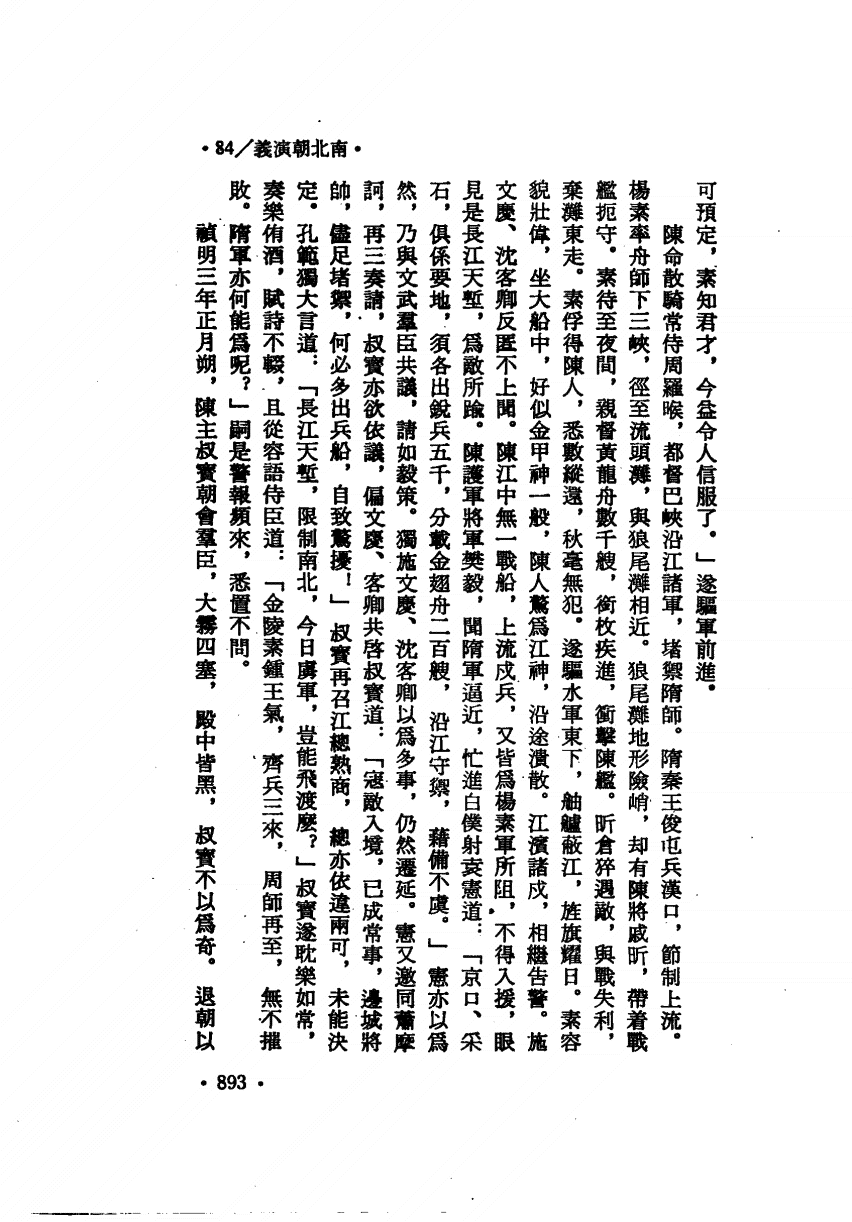 •南北朝演義/84•
可預定，素知君才，今益令人信服了。」遂驅軍前進。
陳命散騎常侍周羅㬋，都督巴峽沿江諸軍，堵禦隋師。隋秦王俊屯兵漢口，節制上流。
楊素率舟師下三峽，徑至流頭灘，與狼尾灘相近。狼尾灘地形險峭，却有陳將戚昕，帶着戰
艦扼守。素待至夜間，親督黃龍舟數千艘，銜枚疾進，衝擊陳艦。昕倉猝遇敵，與戰失利，
棄灘東走。素俘得陳人，悉數縱還，秋毫無犯。遂驅水軍東下，舳艫蔽江，旌旗耀日。素容
貌壯偉，坐大船中，好似金甲神一般，陳人驚爲江神，沿途潰散。江濱諸戍，相繼告警。施
文慶、沈客卿反匿不上聞。陳江中無一戰船，上流戍兵，又皆爲楊素軍所阻，不得入援，眼
見是長江天塹，爲敵所踰。陳護軍將軍樊毅，聞隋軍逼近，忙進白僕射袁憲道：「京口、采
石，俱係要地，須各出銳兵五千，分載金翅舟二百艘，沿江守禦，藉備不虞。」憲亦以爲
然，乃與文武羣臣共議，請如毅策。獨施文慶、沈客卿以爲多事，仍然遷延。憲又邀同蕭摩
訶，再三奏請，叔寶亦欲依議，偏文慶、客卿共啓叔寶道：「寇敵入境，已成常事，邊城將
帥，儘足堵禦，何必多出兵船，自致驚擾！」叔寶再召江總熟商，總亦依違兩可，未能決
定。孔範獨大言道：「長江天塹，限制南北，今日虜軍，豈能飛渡麼？」叔寶遂耽樂如常，
奏樂侑酒，賦詩不輟，且從容語侍臣道：「金陵素鍾王氣，齊兵三來，周師再至，無不摧
敗。隋軍亦何能爲呢？」嗣是警報頻來，悉置不問。
禎明三年正月朔，陳主叔寶朝會羣臣，大霧四塞，殿中皆黑，叔寶不以爲奇。退朝以
•893•